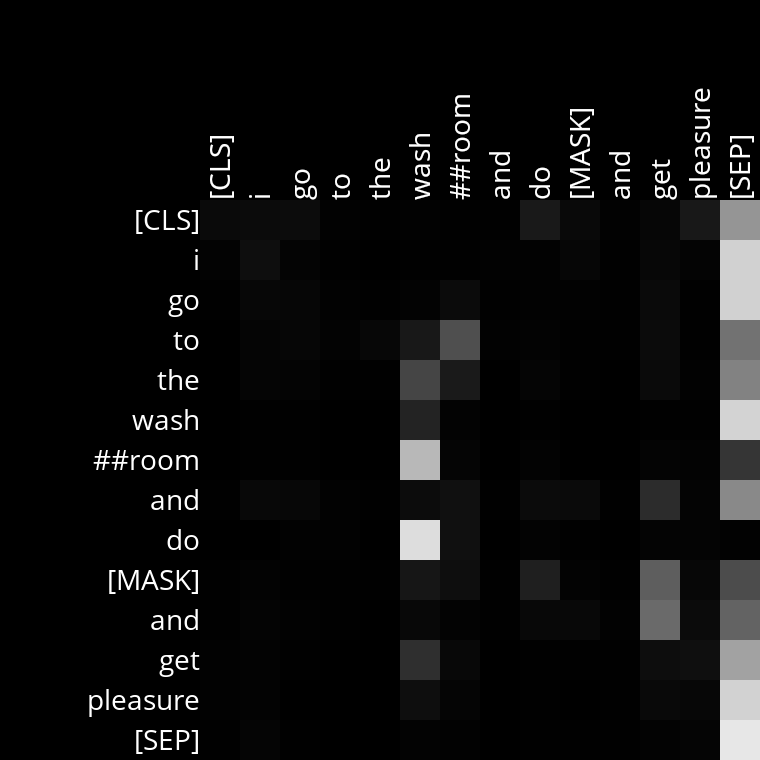 [CLS] i go to the wash ##room and do [MASK] and get pleasure [SEP]
[CLS]
i
go
to
the
wash
##room
and
do
[MASK]
and
get
pleasure
[SEP]